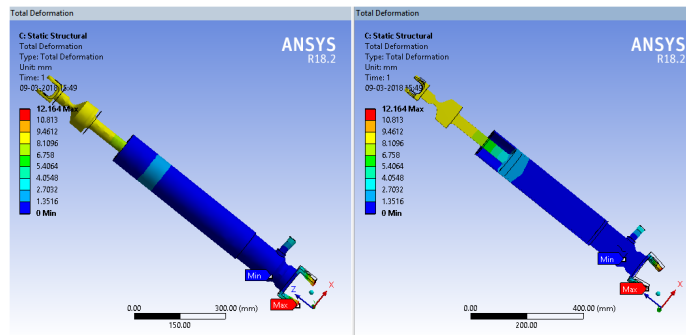 Total Deformation
C: Static Structural
Total Deformation
Type: Total Deformation
Unit: mm
Time: 1
09-03-2018 15:49
12.164 Max
10.813
9.4612
8.1096
6.758
5.4064
4.0548
2.7032
1.3516
0 Min
ANSYS
R18.2
Min
Max
Z
X
0.00
300.00 (mm)
150.00
Total Deformation
C: Static Structural
Total Deformation
Type: Total Deformation
Unit: mm
Time: 1
09-03-2018 15:49
12.164 Max
10.813
9.4612
8.1096
6.758
5.4064
4.0548
2.7032
1.3516
0 Min
ANSYS
R18.2
Min
Max
Z
X
0.00
400.00 (mm)
200.00